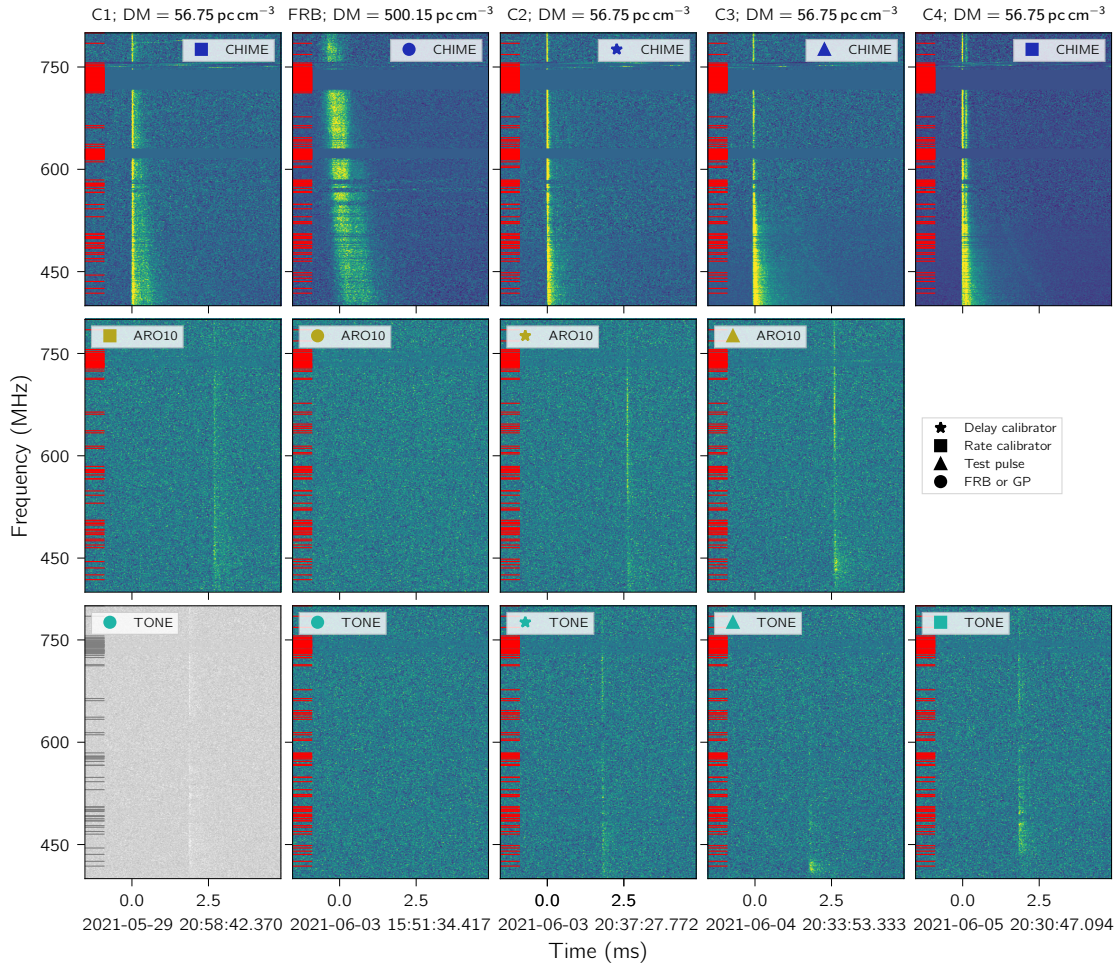 C1; DM = 56.75 pc cm−3
FRB; DM = 500.15 pc cm−3
C2; DM = 56.75 pc cm−3
C3; DM = 56.75 pc cm−3
C4; DM = 56.75 pc cm−3
CHIME
CHIME
CHIME
CHIME
CHIME
750
600
450
ARO10
ARO10
ARO10
ARO10
750
600
450
Delay calibrator
Rate calibrator
Test pulse
FRB or GP
Frequency (MHz)
TONE
TONE
TONE
TONE
TONE
750
600
450
0.0 2.5
0.0 2.5
0.0 2.5
0.0 2.5
0.0 2.5
2021-05-29 20:58:42.370
2021-06-03 15:51:34.417
2021-06-03 20:37:27.772
2021-06-04 20:33:53.333
2021-06-05 20:30:47.094
Time (ms)